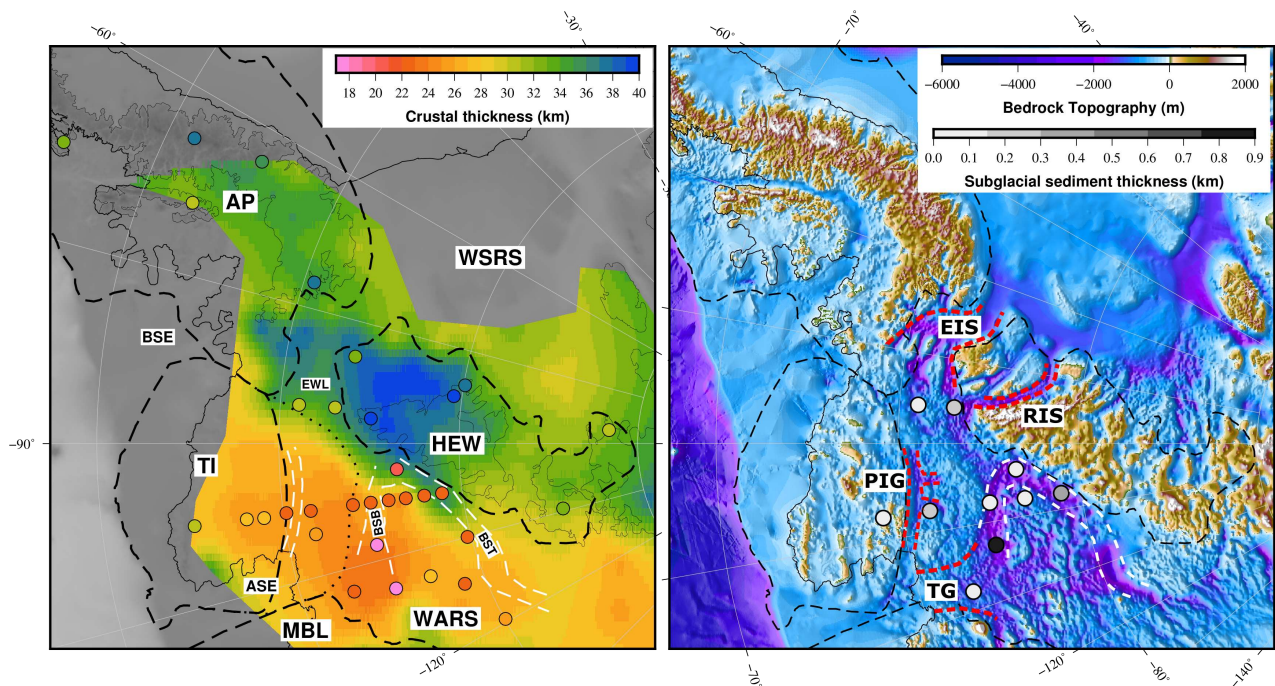 −60°
−30°
−70°
−40°
−60°
18 20 22 24 26 28 30 32 34 36 38 40
Crustal thickness (km)
−6000 −4000 −2000 0 2000
Bedrock Topography (m)
0.0 0.1 0.2 0.3 0.4 0.5 0.6 0.7 0.8 0.9
Subglacial sediment thickness (km)
AP
WSRS
BSE
EWL
HEW
−90°
TI
BSB
BST
ASE
MBL
WARS
−120°
EIS
RIS
PIG
TG
−70°
−120°
−80°
−140°